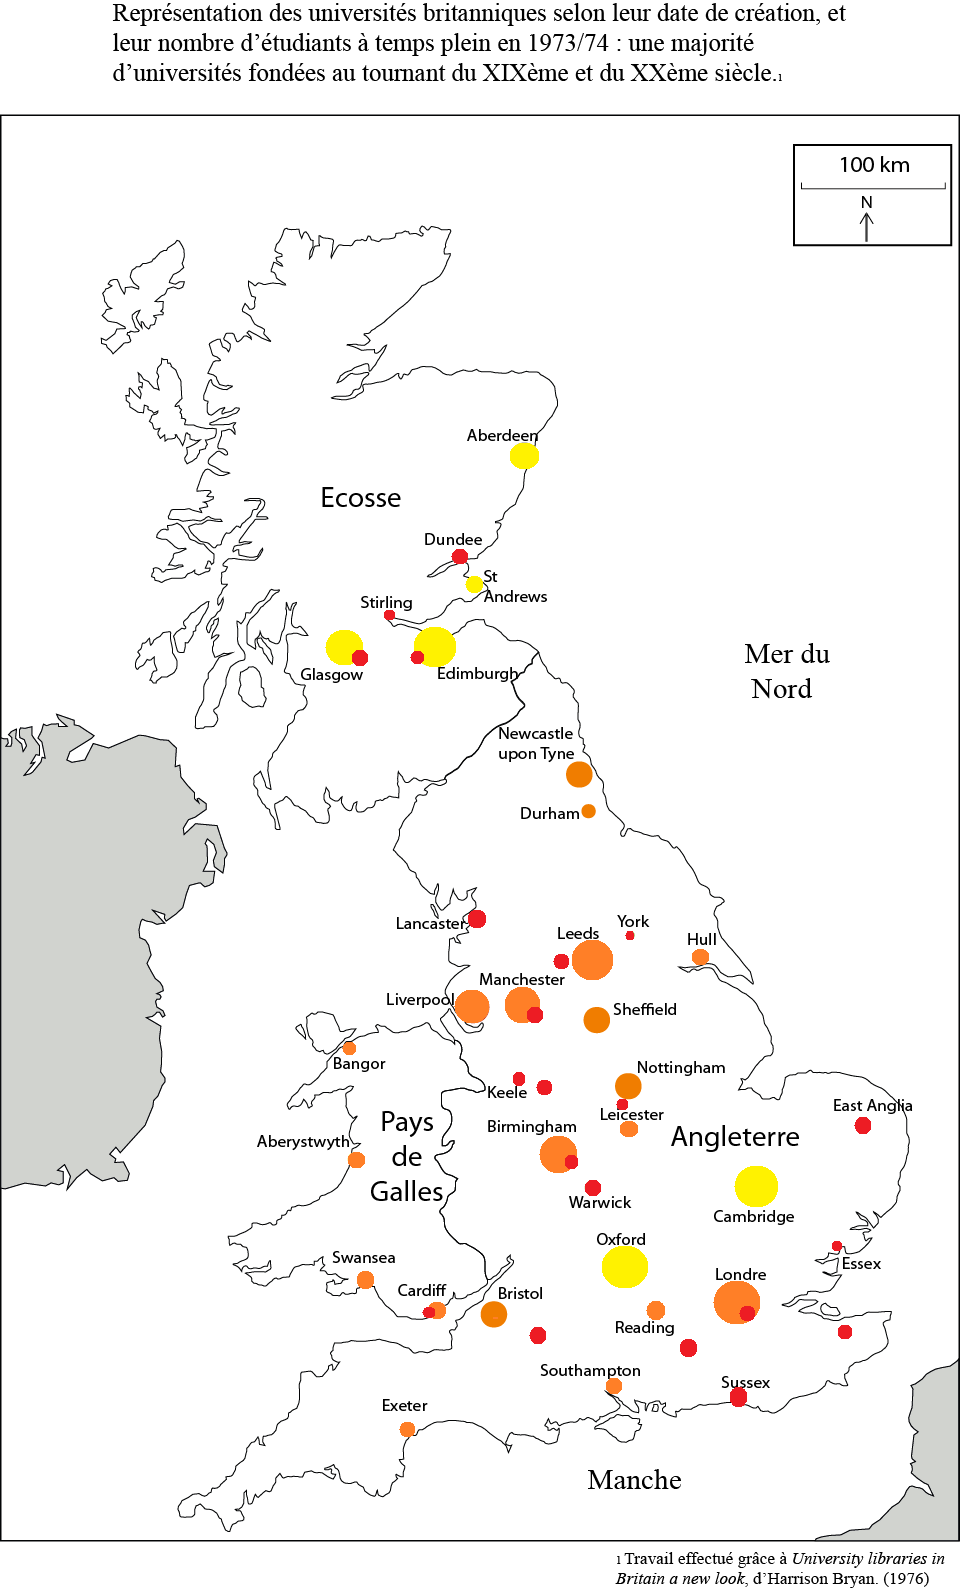 Représentation des universités britanniques selon leur date de création, et
leur nombre d'étudiants à temps plein en 1973/74 : une majorité
d'universités fondées au tournant du XIXème et du XXème siècle.1
100 km
N
Aberdeen
Ecosse
Dundee
St
Andrews
Stirling
Glasgow
Edimburgh
Mer du
Nord
Newcastle
upon Tyne
Durham
Lancaster
York
Leeds
Hull
Manchester
Liverpool
Sheffield
Bangor
Nottingham
Keele
Leicester
East Anglia
Birmingham
Angleterre
Aberystwyth
Pays
de
Galles
Warwick
Cambridge
Oxford
Swansea
Essex
Londre
Cardiff
Bristol
Reading
Southampton
Sussex
Exeter
Manche
1 Travail effectué grâce à University libraries in
Britain a new look, d'Harrison Bryan. (1976)